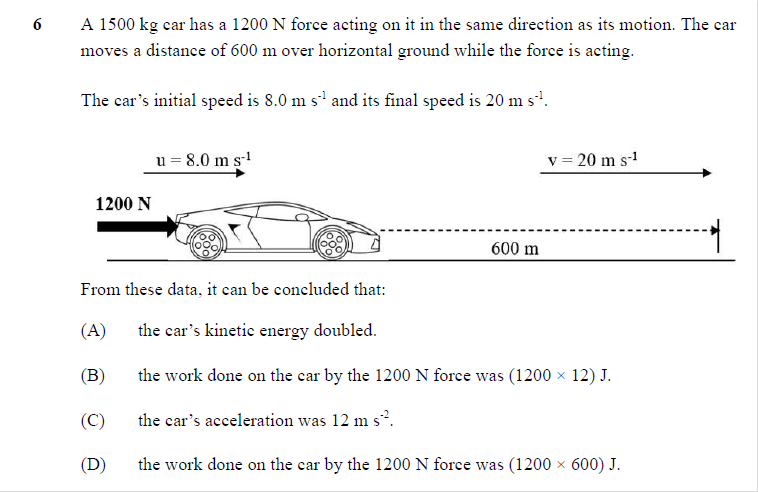 6 A 1500 kg car has a 1200 N force acting on it in the same direction as its motion. The car
moves a distance of 600 m over horizontal ground while the force is acting.
The car’s initial speed is 8.0 m s⁻¹ and its final speed is 20 m s⁻¹.
u = 8.0 m s⁻¹ v = 20 m s⁻¹
1200 N
600 m
From these data, it can be concluded that:
(A) the car’s kinetic energy doubled.
(B) the work done on the car by the 1200 N force was (1200 × 12) J.
(C) the car’s acceleration was 12 m s⁻².
(D) the work done on the car by the 1200 N force was (1200 × 600) J.